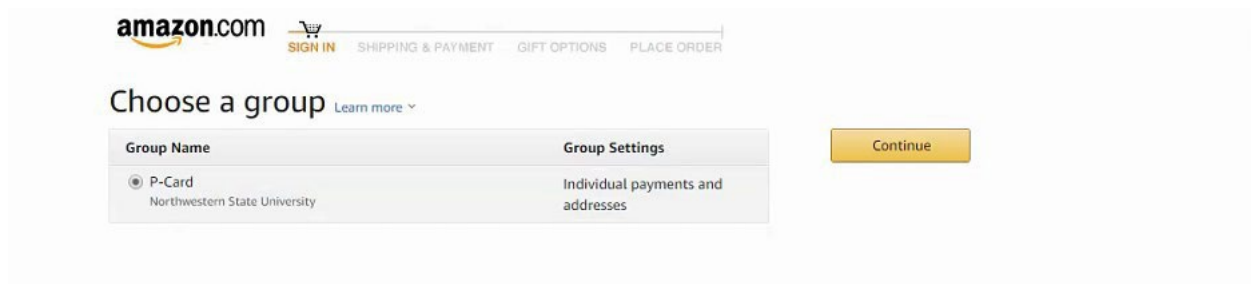 amazon.com
SIGN IN SHIPPING & PAYMENT GIFT OPTIONS PLACE ORDER
Choose a group Learn more
Group Name Group Settings
Continue
P-Card Individual payments and
Northwestern State University addresses